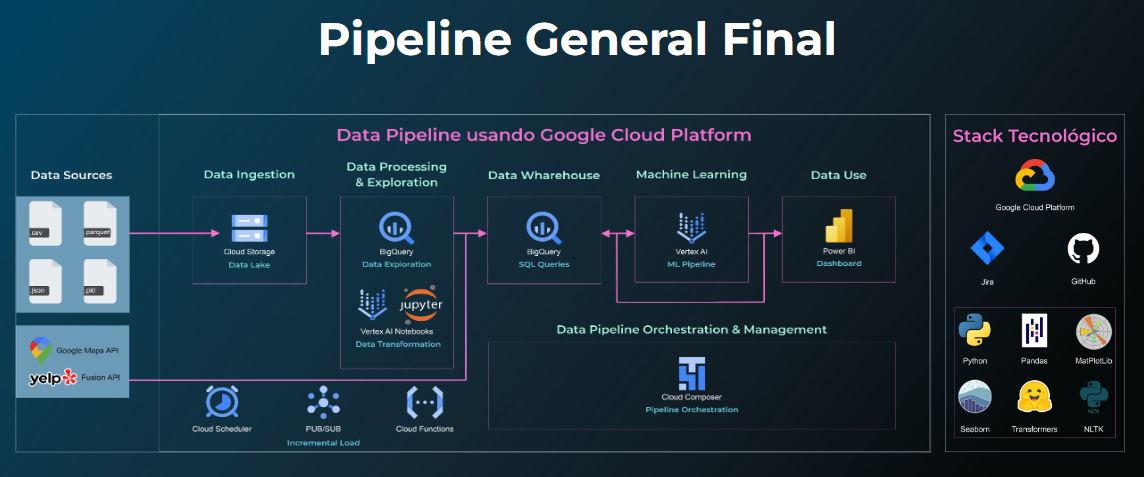 Pipeline General Final
Data Pipeline usando Google Cloud Platform
Data Sources
.csv
parquet
.json
.pkl
Google Maps API
yelp
Fusion API
Data Ingestion
Cloud Storage
Data Lake
Data Processing
& Exploration
BigQuery
Data Exploration
jupyter
Vertex AI Notebooks
Data Transformation
Data Wharehouse
BigQuery
SQL Queries
Machine Learning
Vertex AI
ML Pipeline
Data Use
Power BI
Dashboard
Cloud Scheduler
PUB/SUB
Cloud Functions
Incremental Load
Data Pipeline Orchestration & Management
Cloud Composer
Pipeline Orchestration
Stack Tecnológico
Google Cloud Platform
Jira
GitHub
Python
Pandas
MatPlotLib
Seaborn
Transformers
NLTK
NLTK